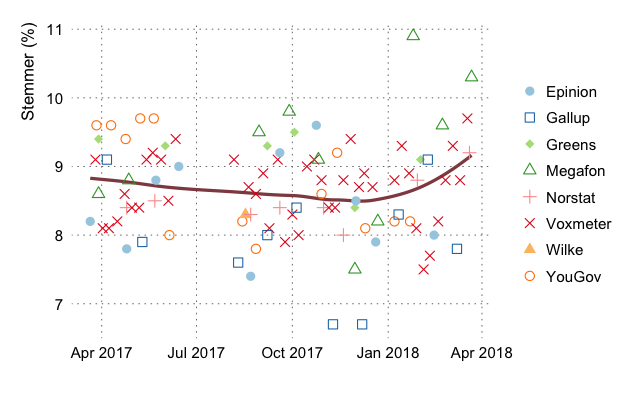 Stemmer (%)
11
10
9
8
7
Apr 2017
Jul 2017
Oct 2017
Jan 2018
Apr 2018
Epinion
Gallup
Greens
Megafon
Norstat
Voxmeter
Wilke
YouGov